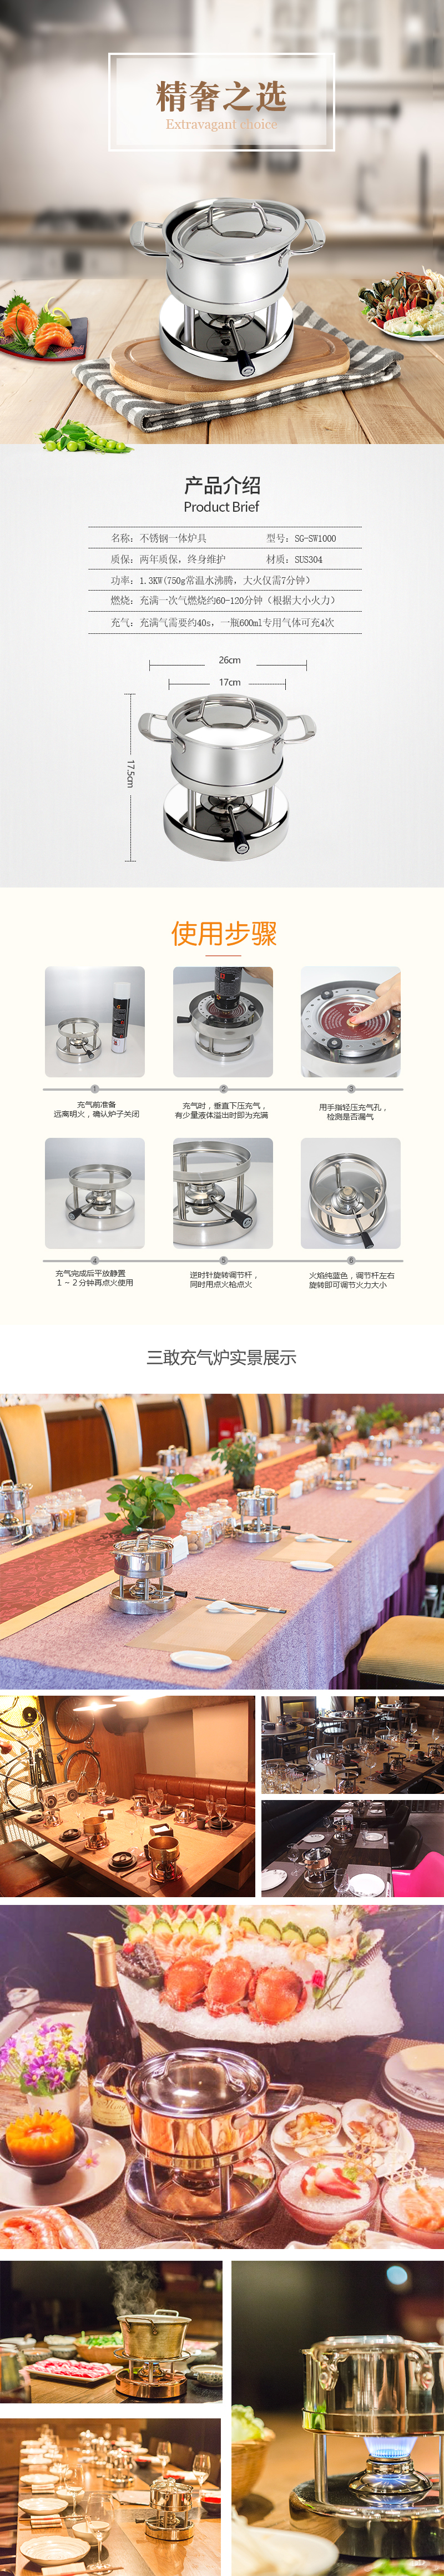 精奢之选
Extravagant choice
产品介绍
Product Brief
名称：不锈钢一体炉具 型号：SG-SW1000
质保：两年质保，终身维护 材质：SUS304
功率：1.3KW(750g常温水沸腾，大火仅需7分钟）
燃烧：充满一次气燃烧约60-120分钟（根据大小火力）
充气：充满气需要约40s，一瓶600ml专用气体可充4次
26cm
17cm
17.5cm
使用步骤
1
充气前准备
远离明火，确认炉子关闭
2
充气时，垂直下压充气，
有少量液体溢出时即为充满
3
用手指轻压充气孔，
检测是否漏气
4
充气完成后平放静置
1～2分钟再点火使用
5
逆时针旋转调节杆，
同时用点火枪点火
6
火焰纯蓝色，调节杆左右
旋转即可调节火力大小
三敢充气炉实景展示